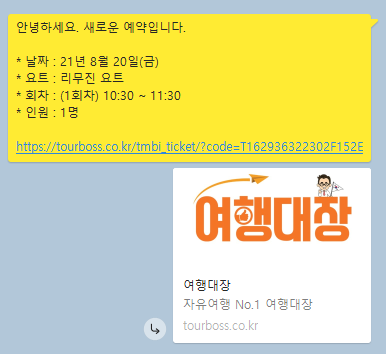 안녕하세요. 새로운 예약입니다.
* 날짜 : 21년 8월 20일(금)
* 요트 : 리무진 요트
* 회차 : (1회차) 10:30 ~ 11:30
* 인원 : 1명
https://tourboss.co.kr/tmbi_ticket/?code=T162936322302F152E
여행대장
여행대장
자유여행 No.1 여행대장
tourboss.co.kr